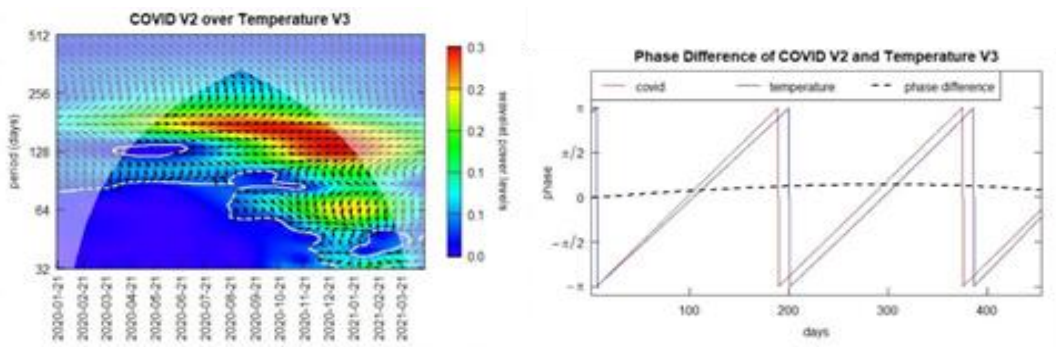 COVID V2 over Temperature V3
512
256
128
64
32
period (days)
2020-01-21
2020-02-21
2020-03-21
2020-04-21
2020-05-21
2020-06-21
2020-07-21
2020-08-21
2020-09-21
2020-10-21
2020-11-21
2020-12-21
2021-01-21
2021-02-21
2021-03-21
0.3
0.2
0.2
0.1
0.1
0.0
wavelet power levels
Phase Difference of COVID V2 and Temperature V3
covid temperature phase difference
π
π/2
0
−π/2
−π
phase
100 200 300 400
days